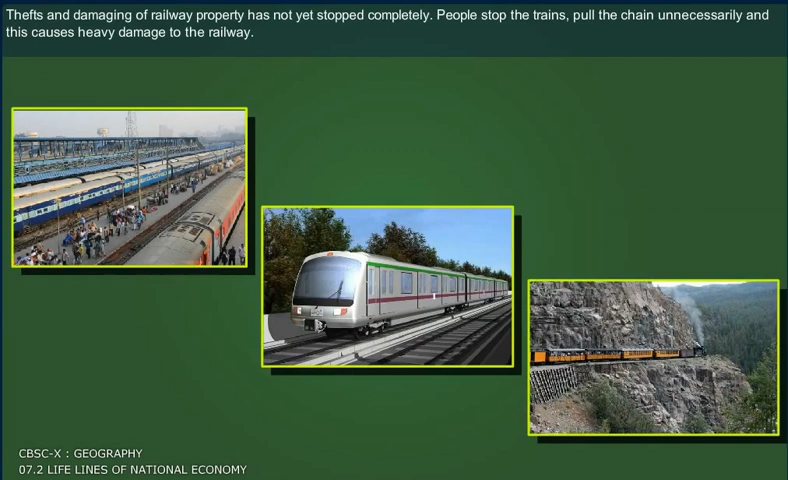 Thefts and damaging of railway property has not yet stopped completely. People stop the trains, pull the chain unnecessarily and
this causes heavy damage to the railway.
CBSC-X : GEOGRAPHY
07.2 LIFE LINES OF NATIONAL ECONOMY